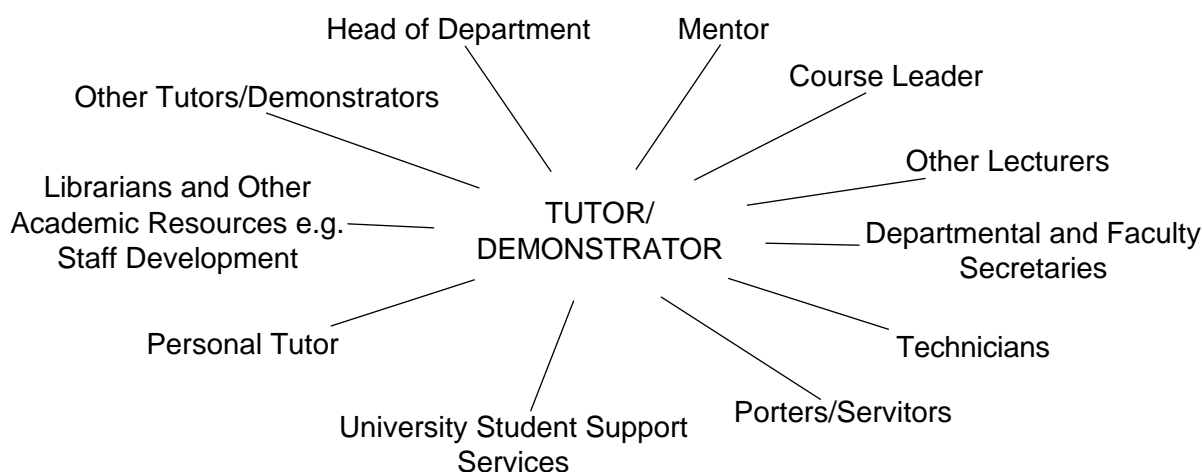 Head of Department
Mentor
Course Leader
Other Tutors/Demonstrators
Other Lecturers
Librarians and Other
Academic Resources e.g.
Staff Development
TUTOR/
DEMONSTRATOR
Departmental and Faculty
Secretaries
Personal Tutor
Technicians
Porters/Servitors
University Student Support
Services